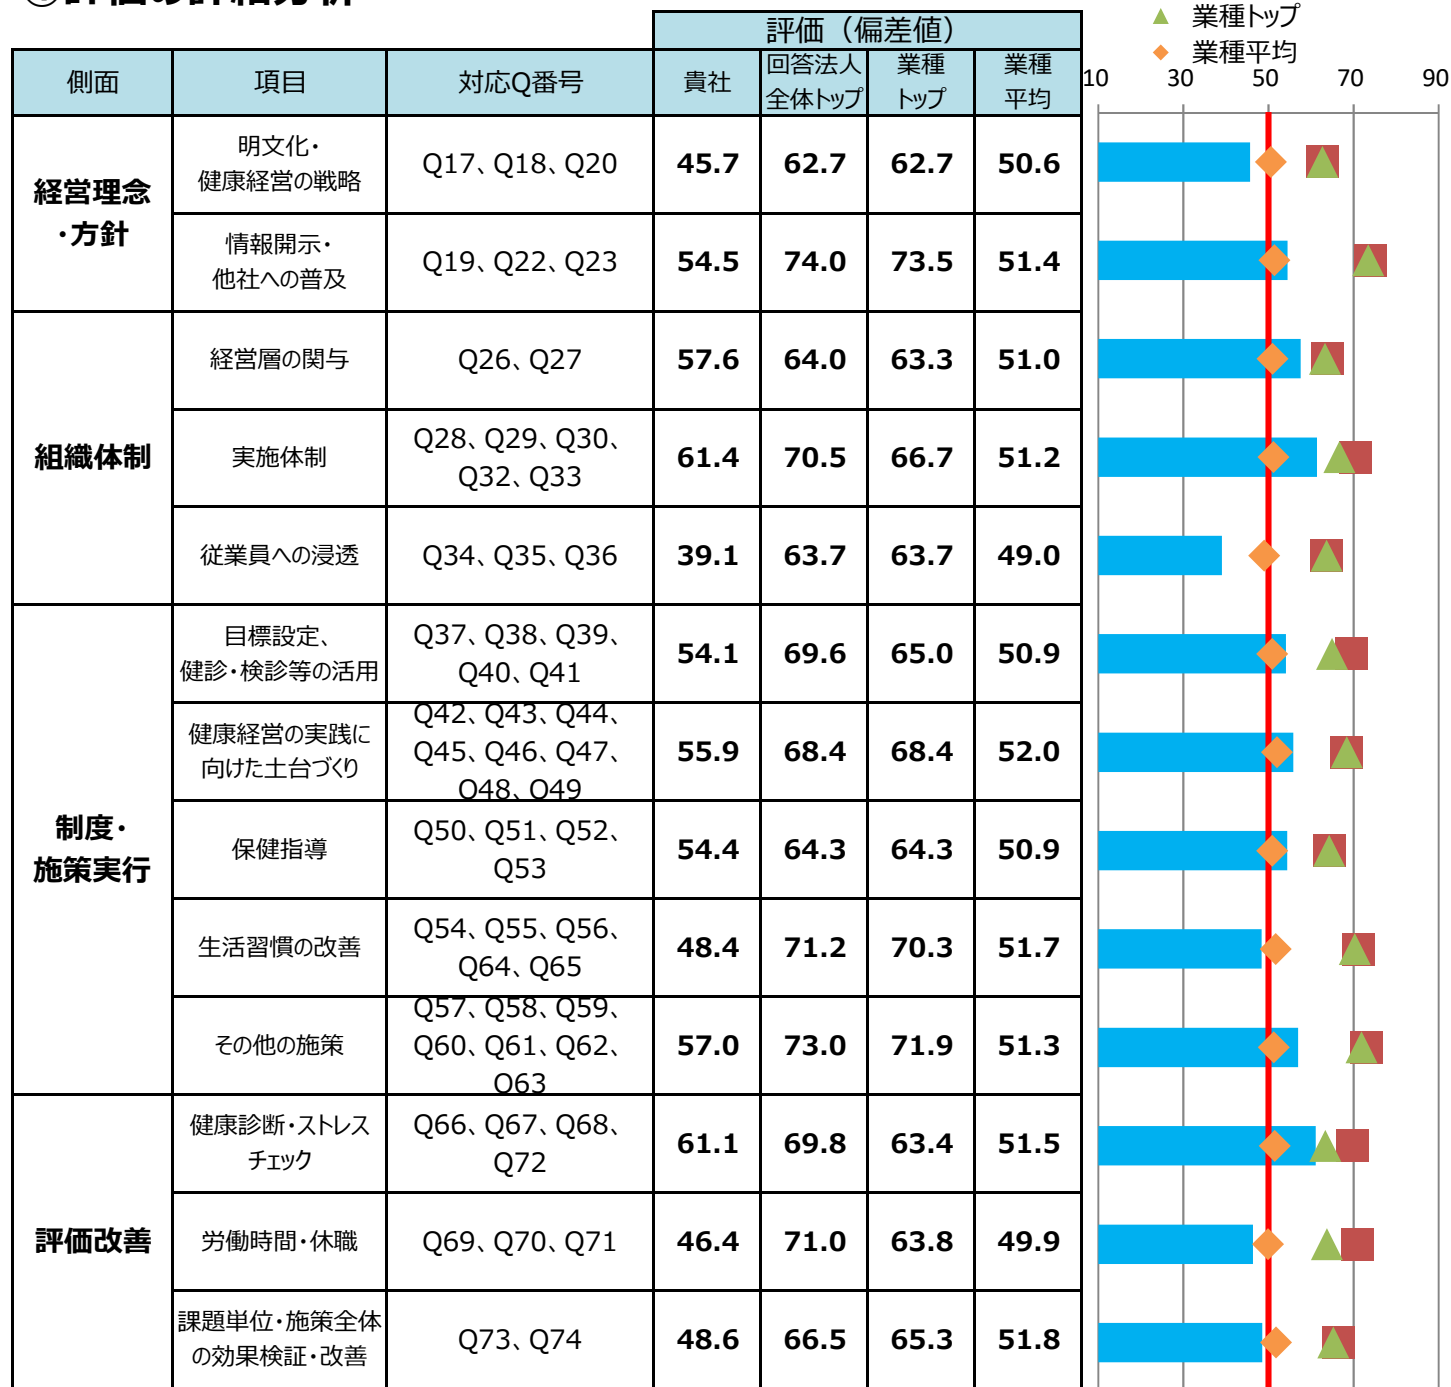 ①評価の詳細分析
業種トップ
業種平均
評価（偏差値）
側面 項目 対応Q番号 貴社 回答法人全体トップ 業種トップ 業種平均
10 30 50 70 90
経営理念・方針
明文化・健康経営の戦略 Q17、Q18、Q20 45.7 62.7 62.7 50.6
情報開示・他社への普及 Q19、Q22、Q23 54.5 74.0 73.5 51.4
組織体制
経営層の関与 Q26、Q27 57.6 64.0 63.3 51.0
実施体制 Q28、Q29、Q30、Q32、Q33 61.4 70.5 66.7 51.2
従業員への浸透 Q34、Q35、Q36 39.1 63.7 63.7 49.0
制度・施策実行
目標設定、健診・検診等の活用 Q37、Q38、Q39、Q40、Q41 54.1 69.6 65.0 50.9
健康経営の実践に向けた土台づくり Q42、Q43、Q44、Q45、Q46、Q47、Q48、Q49 55.9 68.4 68.4 52.0
保健指導 Q50、Q51、Q52、Q53 54.4 64.3 64.3 50.9
生活習慣の改善 Q54、Q55、Q56、Q64、Q65 48.4 71.2 70.3 51.7
その他の施策 Q57、Q58、Q59、Q60、Q61、Q62、Q63 57.0 73.0 71.9 51.3
評価改善
健康診断・ストレスチェック Q66、Q67、Q68、Q72 61.1 69.8 63.4 51.5
労働時間・休職 Q69、Q70、Q71 46.4 71.0 63.8 49.9
課題単位・施策全体の効果検証・改善 Q73、Q74 48.6 66.5 65.3 51.8